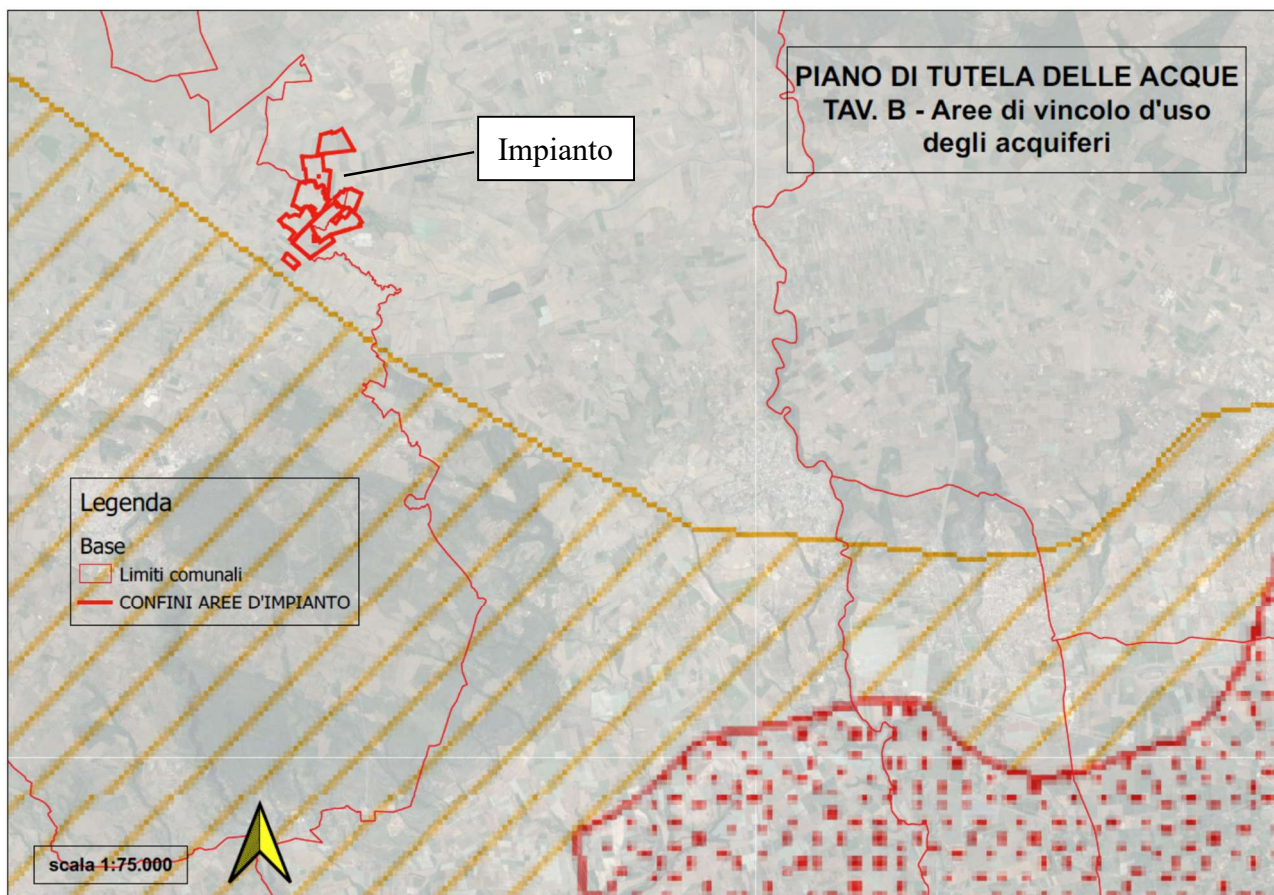 PIANO DI TUTELA DELLE ACQUE
TAV. B - Aree di vincolo d'uso
degli acquiferi
Impianto
Legenda
Base
Limiti comunali
CONFINI AREE D'IMPIANTO
scala 1:75.000